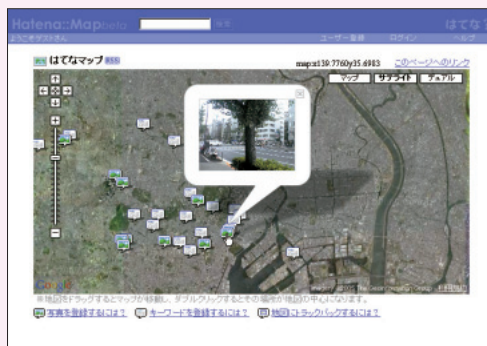 Hatena::Map beta 検索 はてな?
ようこそゲストさん ユーザー登録 ログイン ヘルプ
はてなマップ RSS map:x139.7760y35.6983 このページへのリンク
マップ サテライト デュアル
Google
※地図をドラッグするとマップが移動し、ダブルクリックするとその場所が地図の中心になります。
写真を登録するには? キーワードを登録するには? 地図にトラックバックするには?